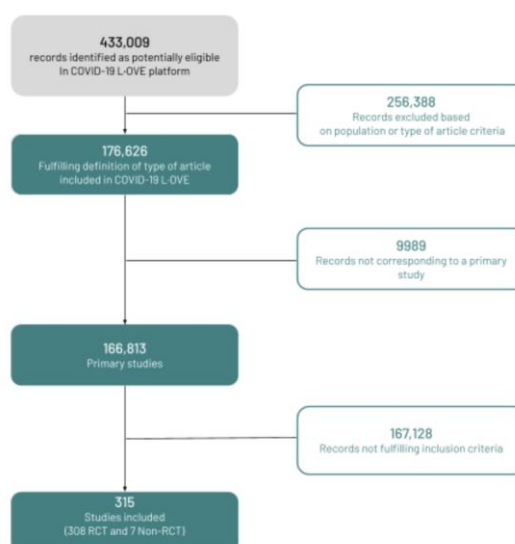 433,009
records identified as potentially eligible
In COVID-19 L·OVE platform
256,388
Records excluded based
on population or type of article criteria
176,626
Fulfilling definition of type of article
included in COVID-19 L·OVE
9989
Records not corresponding to a primary
study
166,813
Primary studies
167,128
Records not fulfilling inclusion criteria
315
Studies included
(308 RCT and 7 Non-RCT)